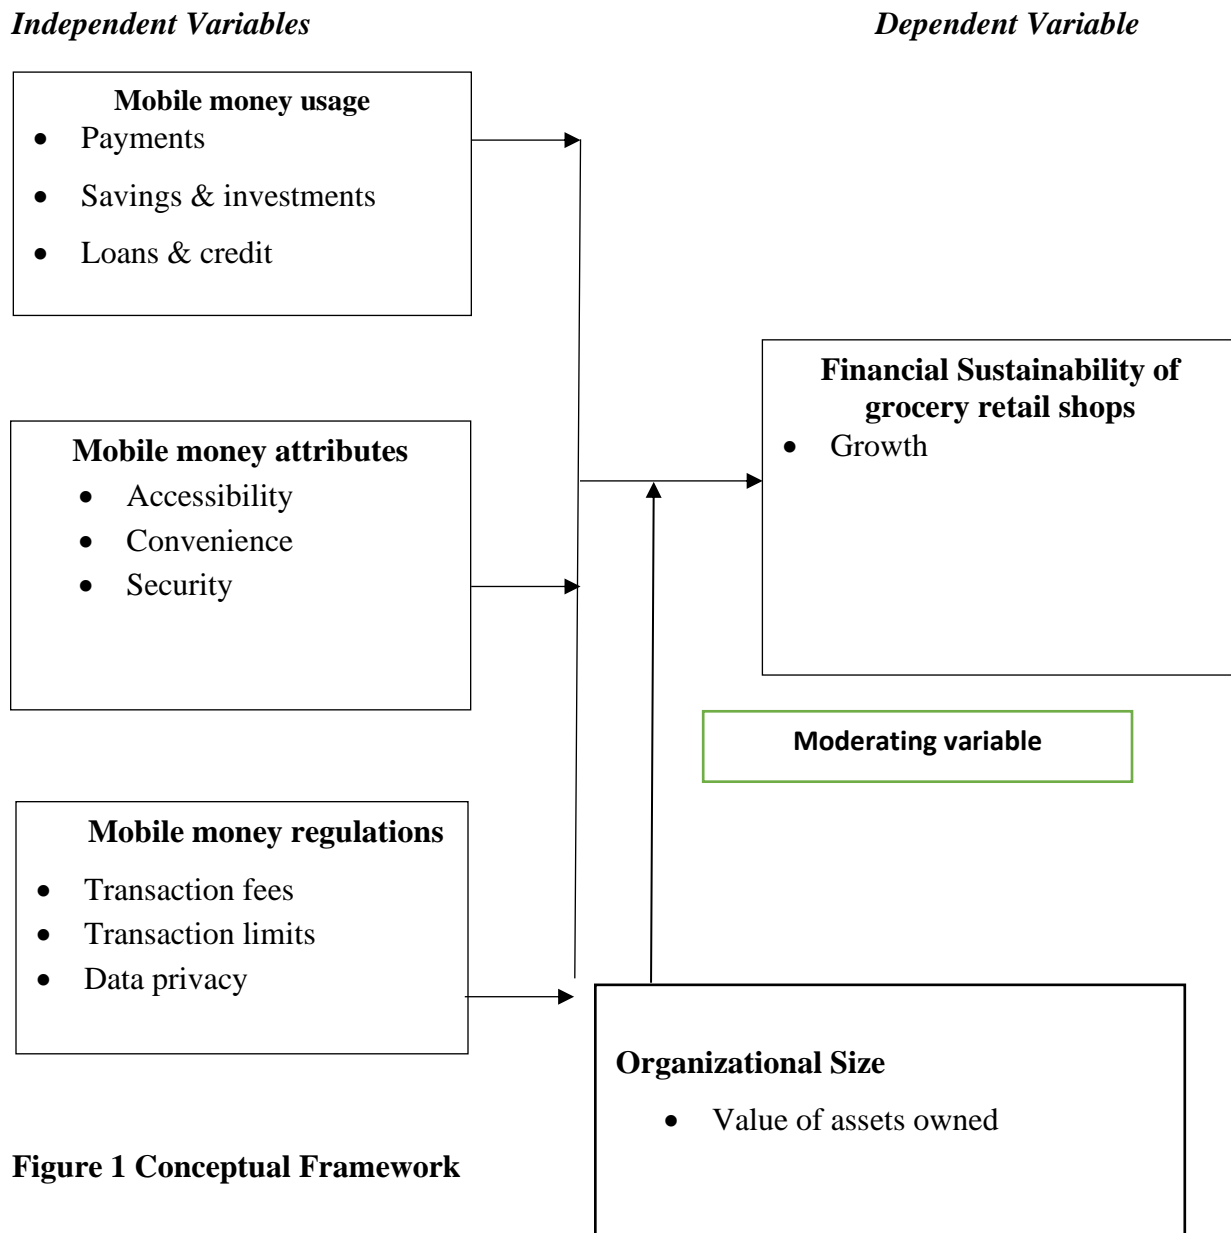 Independent Variables
Dependent Variable
Mobile money usage
• Payments
• Savings & investments
• Loans & credit
Financial Sustainability of
grocery retail shops
• Growth
Mobile money attributes
• Accessibility
• Convenience
• Security
Moderating variable
Mobile money regulations
• Transaction fees
• Transaction limits
• Data privacy
Organizational Size
• Value of assets owned
Figure 1 Conceptual Framework